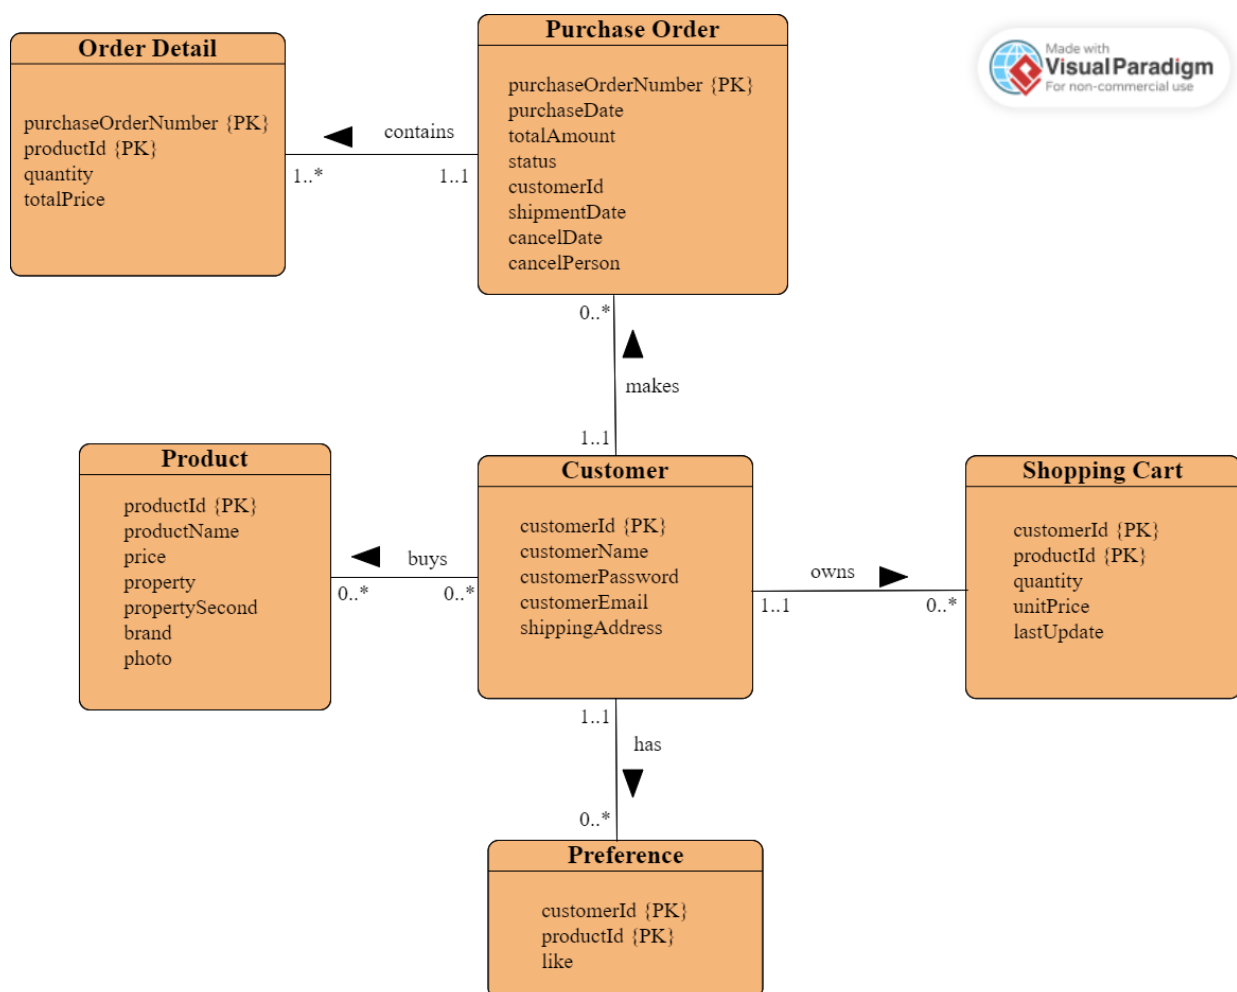 Order Detail
purchaseOrderNumber {PK}
productId {PK}
quantity
totalPrice
contains
1..*
1..1
Purchase Order
purchaseOrderNumber {PK}
purchaseDate
totalAmount
status
customerId
shipmentDate
cancelDate
cancelPerson
Made with
Visual Paradigm
For non-commercial use
0..*
makes
1..1
Product
productId {PK}
productName
price
property
propertySecond
brand
photo
buys
0..*
0..*
Customer
customerId {PK}
customerName
customerPassword
customerEmail
shippingAddress
owns
1..1
0..*
Shopping Cart
customerId {PK}
productId {PK}
quantity
unitPrice
lastUpdate
1..1
has
0..*
Preference
customerId {PK}
productId {PK}
like